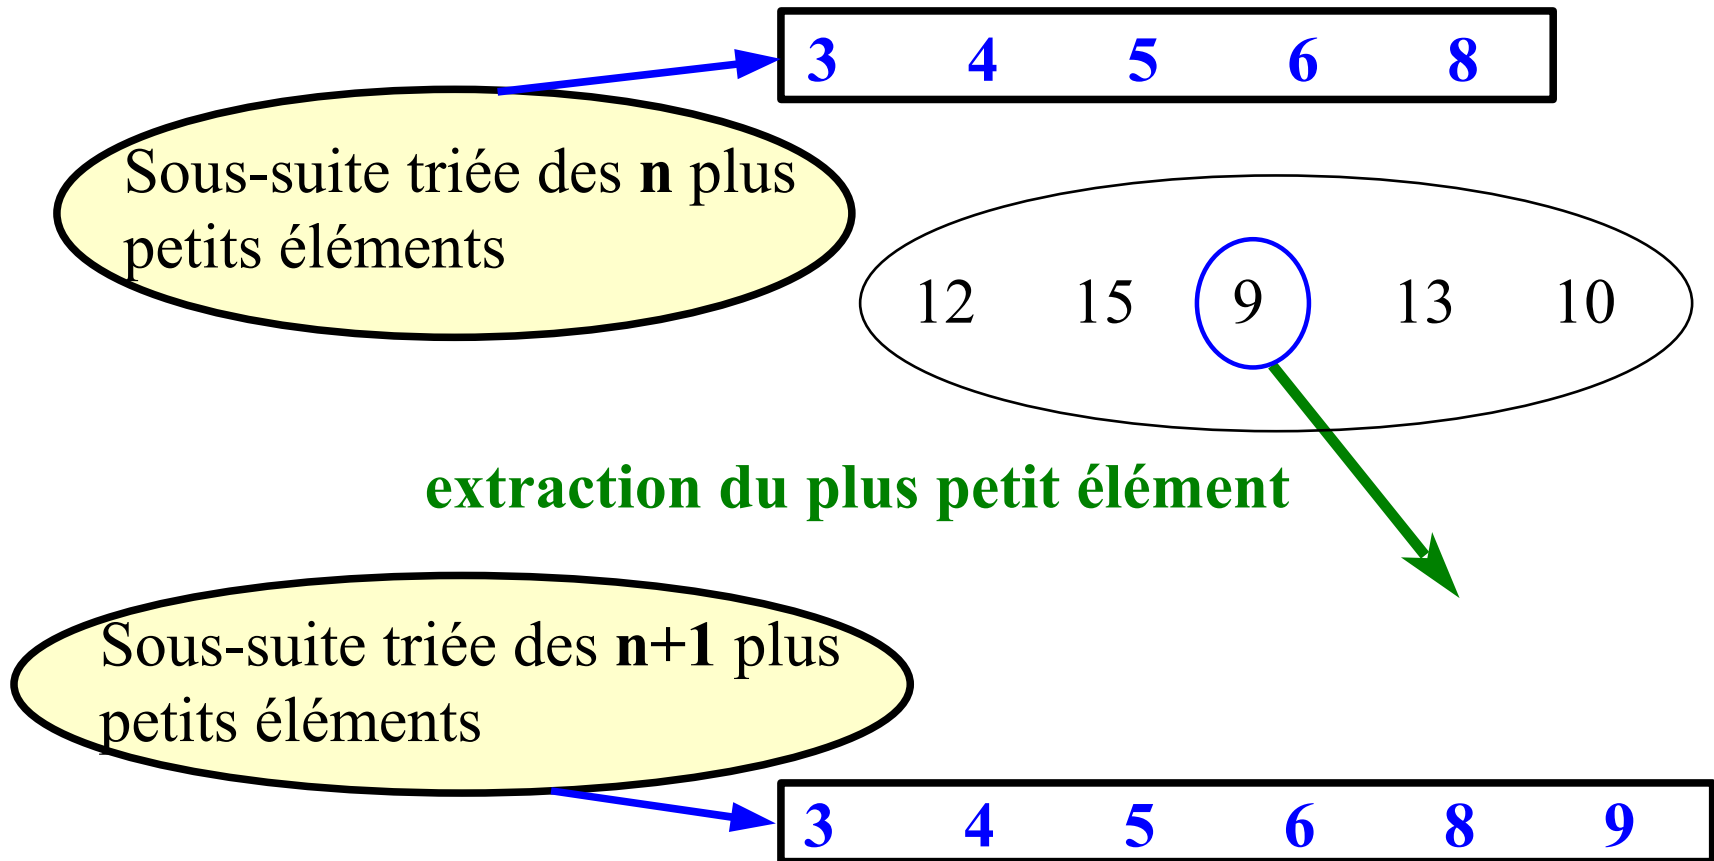 3 4 5 6 8
Sous-suite triée des n plus
petits éléments
12 15 9 13 10
extraction du plus petit élément
Sous-suite triée des n+1 plus
petits éléments
3 4 5 6 8 9